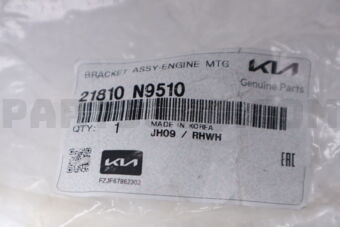 BRACKET ASSY-ENGINE MTG
KIA
Genuine Parts
21810 N9510
QTY: 1
MADE IN KOREA
JH09 / RHWH
EAC
KIA